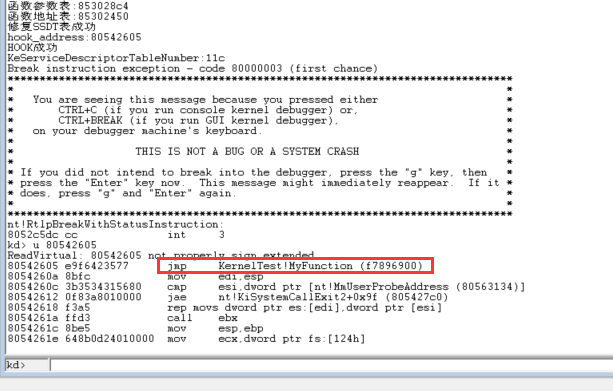 函数参数表:853028c4
函数地址表:85302450
修复SSDT表成功
hook_address:80542605
HOOK成功
KeServiceDescriptorTableNumber:11c
Break instruction exception - code 80000003 (first chance)
*******************************************************************************
*                                                                             *
*   You are seeing this message because you pressed either                    *
*       CTRL+C (if you run console kernel debugger) or,                       *
*       CTRL+BREAK (if you run GUI kernel debugger),                          *
*   on your debugger machine's keyboard.                                      *
*                                                                             *
*                   THIS IS NOT A BUG OR A SYSTEM CRASH                       *
*                                                                             *
* If you did not intend to break into the debugger, press the "g" key, then   *
* press the "Enter" key now.  This message might immediately reappear.  If it *
* does, press "g" and "Enter" again.                                          *
*                                                                             *
*******************************************************************************
nt!RtlpBreakWithStatusInstruction:
8052c5dc cc              int     3
kd> u 80542605
ReadVirtual: 80542605 not properly sign extended
80542605 e9f6423577      jmp     KernelTest!MyFunction (f7896900)
8054260a 8bfc            mov     edi,esp
8054260c 3b3534315680    cmp     esi,dword ptr [nt!MmUserProbeAddress (80563134)]
80542612 0f83a8010000    jae     nt!KiSystemCallExit2+0x9f (805427c0)
80542618 f3a5            rep movs dword ptr es:[edi],dword ptr [esi]
8054261a ffd3            call    ebx
8054261c 8be5            mov     esp,ebp
8054261e 648b0d24010000  mov     ecx,dword ptr fs:[124h]
kd>